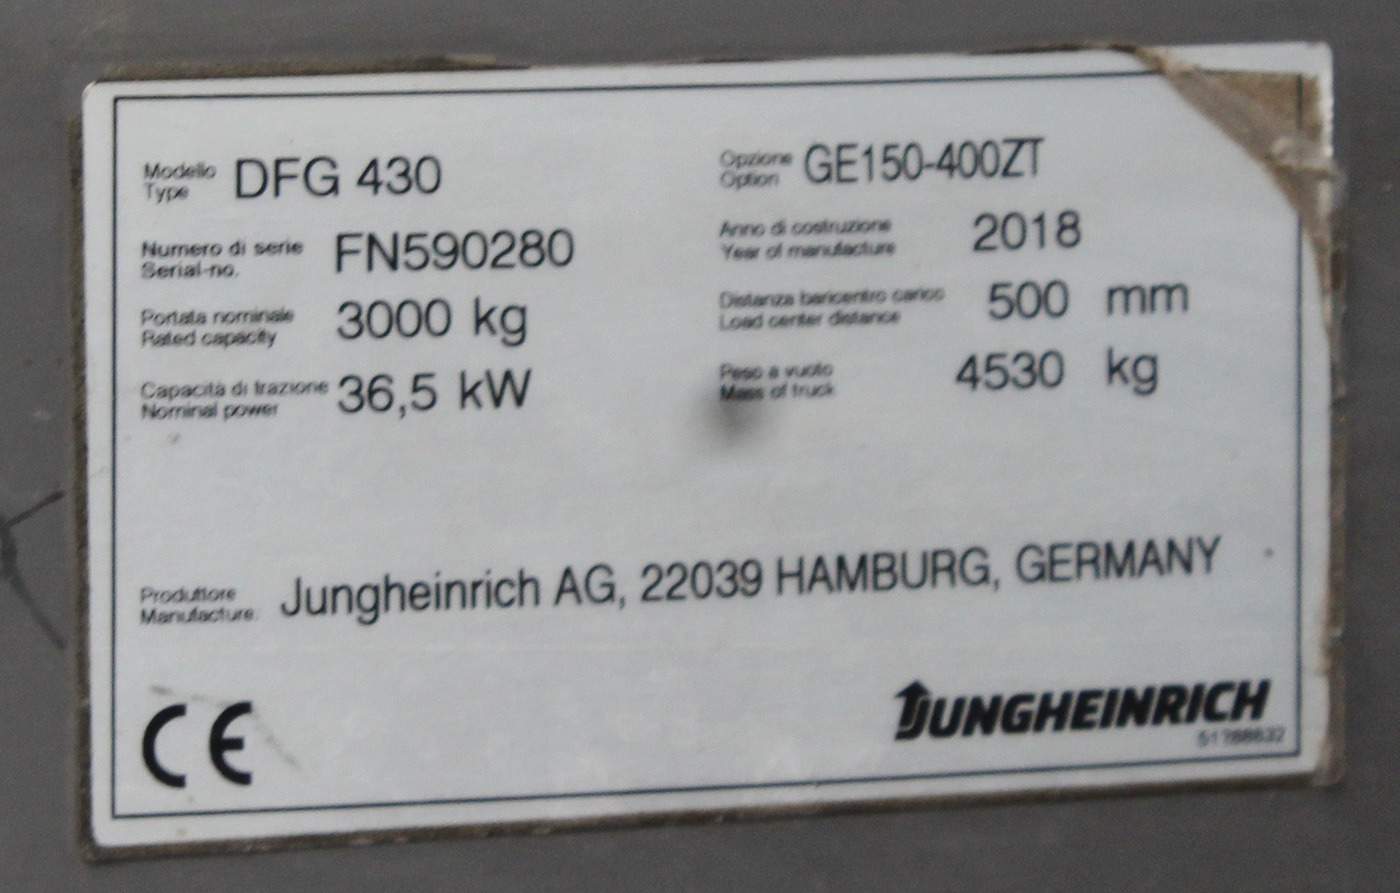 Modello DFG 430 Opzione GE150-400ZT
Type Option
Numero di serie FN590280 Anno di costruzione 2018
Serial-no. Year of manufacture
Portata nominale 3000 kg Distanza baricentro carico 500 mm
Rated capacity Load center distance
Capacità di trazione 36,5 kW Peso a vuoto 4530 kg
Nominal power Mass of truck
Produttore Jungheinrich AG, 22039 HAMBURG, GERMANY
Manufacture
CE
JUNGHEINRICH